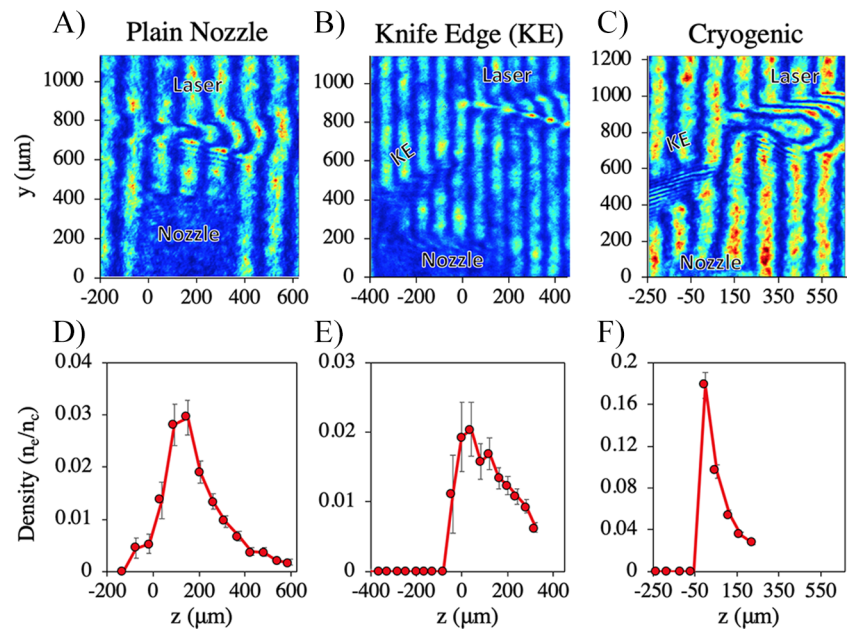 A) Plain Nozzle
B) Knife Edge (KE)
C) Cryogenic
y (μm)
1000
800
600
400
200
0
-200 0 200 400 600
Laser
Nozzle
1000
800
600
400
200
0
-400 -200 0 200 400
Laser
KE
Nozzle
1200
1000
800
600
400
200
0
-250 -50 150 350 550
Laser
KE
Nozzle
D)
E)
F)
Density (ne/nc)
0.04
0.03
0.02
0.01
0
-200 0 200 400 600
z (μm)
0.03
0.02
0.01
0
-400 -200 0 200 400
z (μm)
0.2
0.16
0.12
0.08
0.04
0
-250 -50 150 350 550
z (μm)